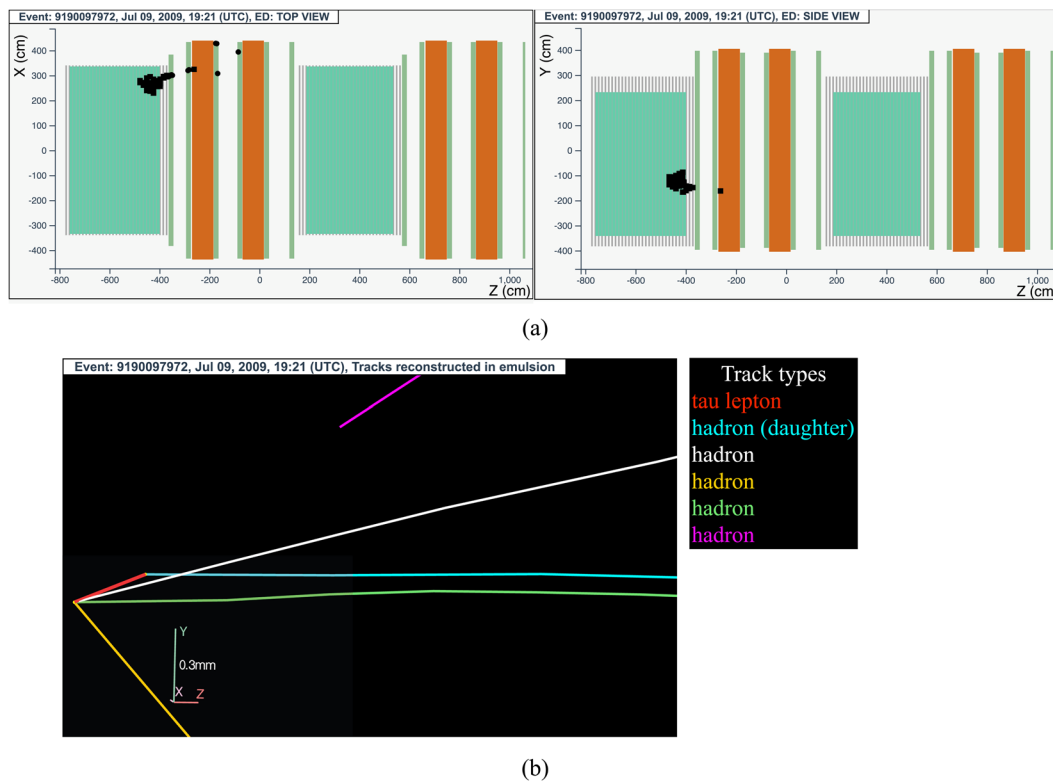 Event: 9190097972, Jul 09, 2009, 19:21 (UTC), ED: TOP VIEW
X (cm)
400
300
200
100
0
-100
-200
-300
-400
-800 -600 -400 -200 0 200 400 600 800 1,000
Z (cm)
Event: 9190097972, Jul 09, 2009, 19:21 (UTC), ED: SIDE VIEW
Y (cm)
400
300
200
100
0
-100
-200
-300
-400
-800 -600 -400 -200 0 200 400 600 800 1,000
Z (cm)
(a)
Event: 9190097972, Jul 09, 2009, 19:21 (UTC), Tracks reconstructed in emulsion
Y
0.3mm
X Z
Track types
tau lepton
hadron (daughter)
hadron
hadron
hadron
hadron
(b)